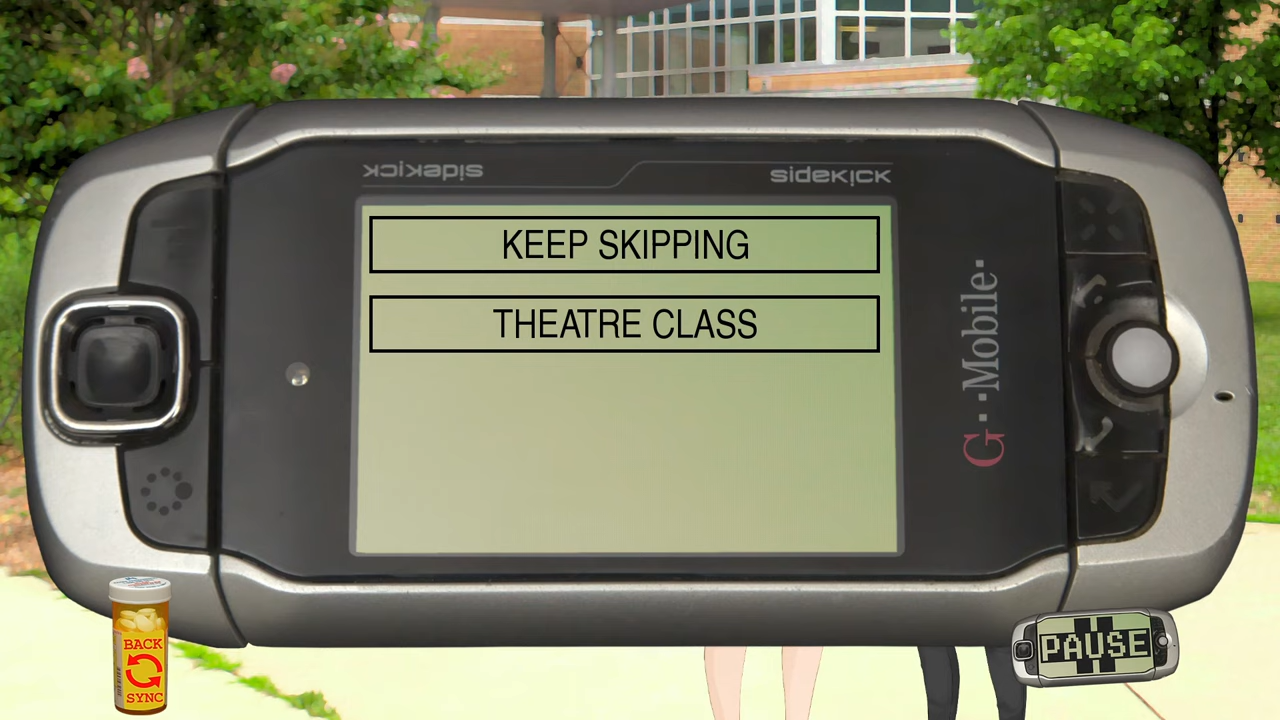 sidekick
sidekick
KEEP SKIPPING
THEATRE CLASS
G··Mobile·
BACK
SYNC
PAUSE